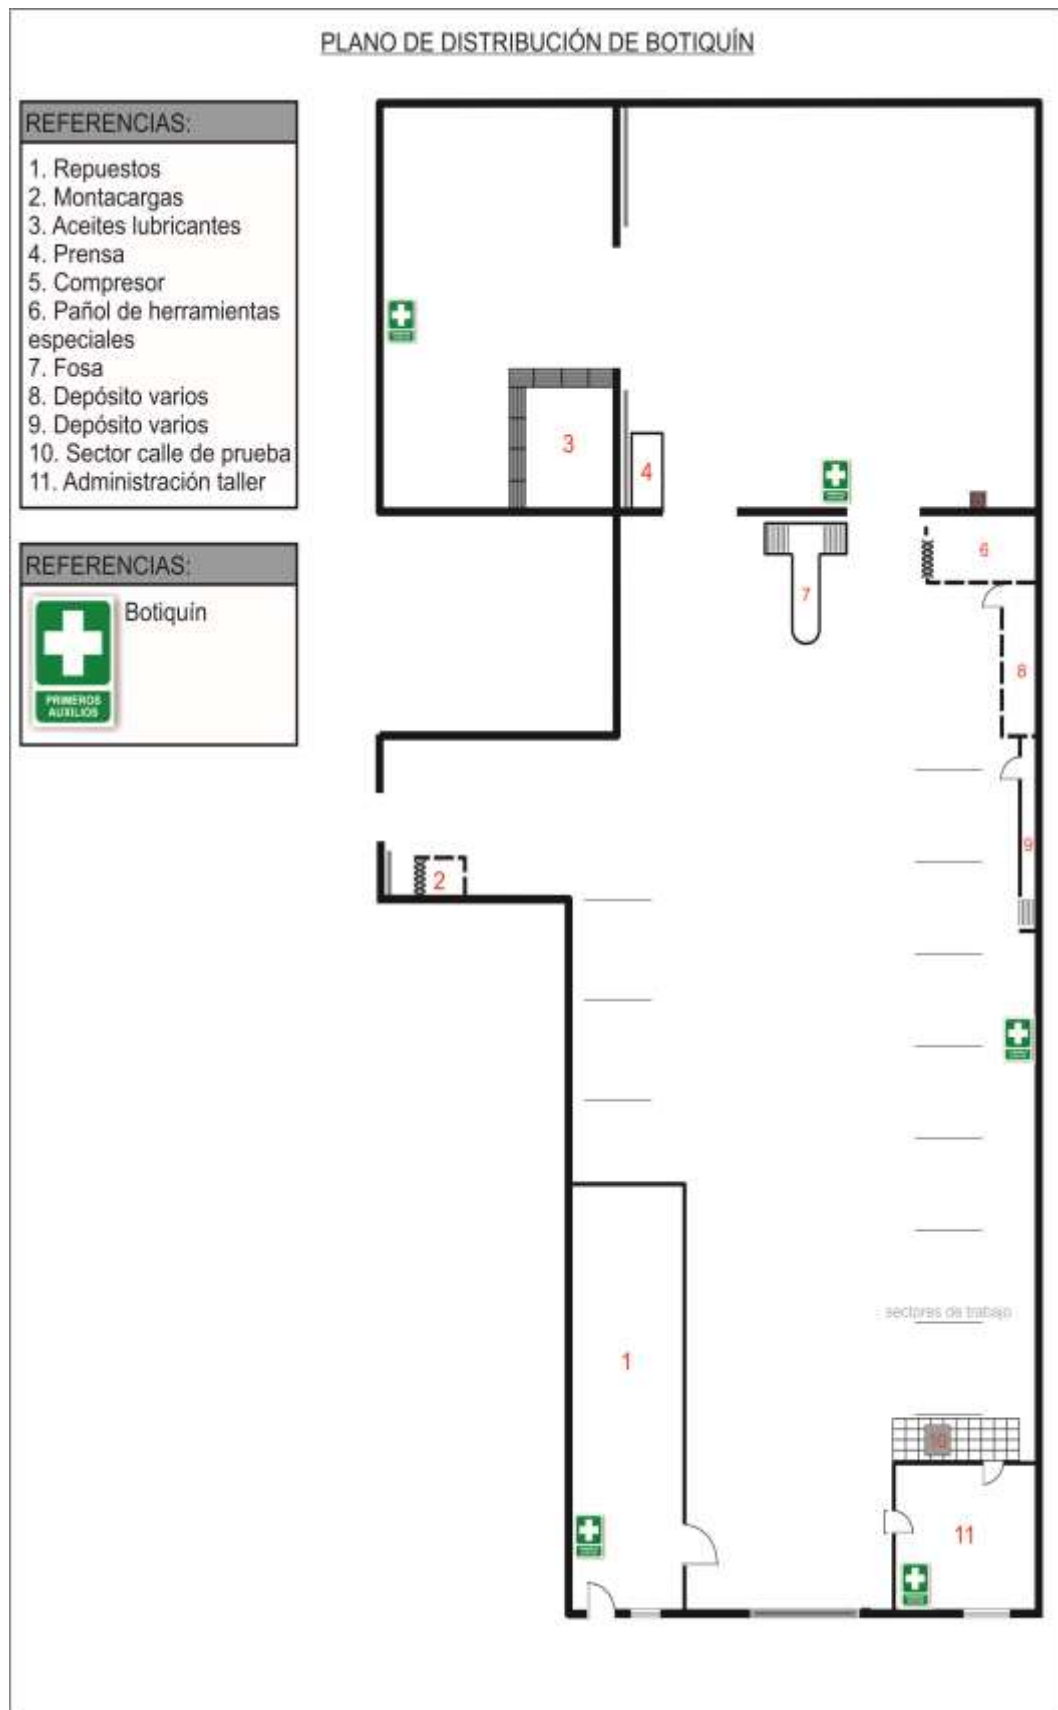 PLANO DE DISTRIBUCIÓN DE BOTIQUÍN
REFERENCIAS:
1. Repuestos
2. Montacargas
3. Aceites lubricantes
4. Prensa
5. Compresor
6. Pañol de herramientas
especiales
7. Fosa
8. Depósito varios
9. Depósito varios
10. Sector calle de prueba
11. Administración taller
REFERENCIAS:
Botiquín
PRIMEROS
AUXILIOS
3
4
6
7
8
9
2
sectores de trabajo
1
10
11